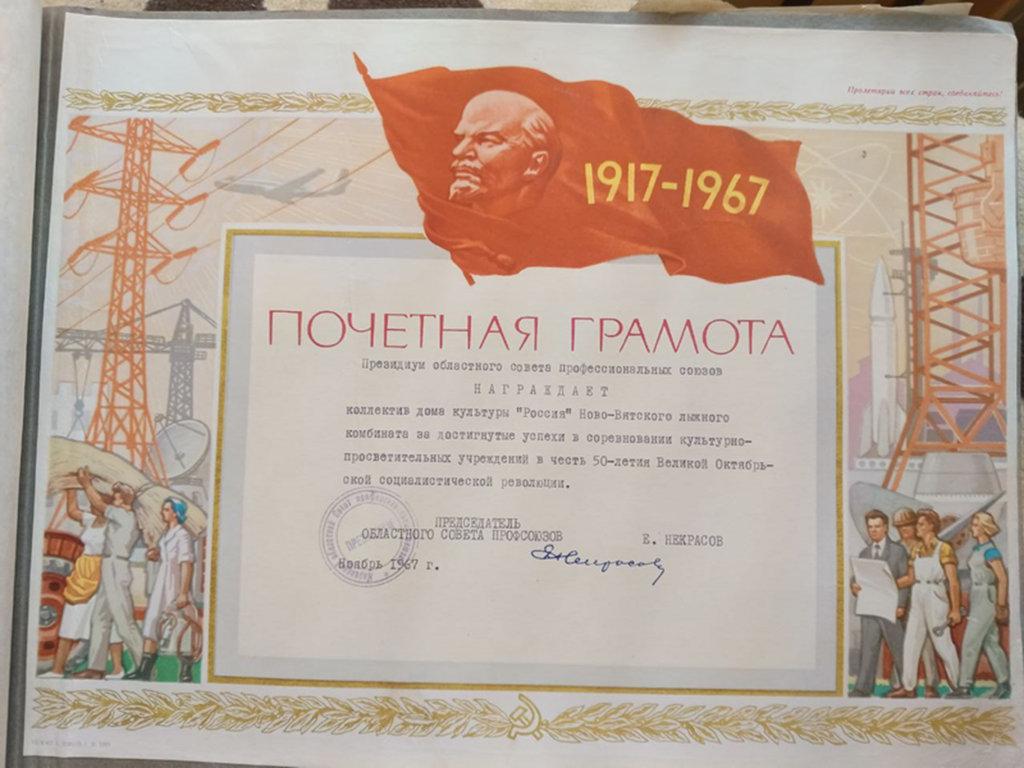 Пролетарии всех стран, соединяйтесь!
1917-1967
ПОЧЕТНАЯ ГРАМОТА
Президиум областного совета профессиональных союзов
НАГРАЖДАЕТ
коллектив дома культуры "Россия" Ново-Вятского лыжного
комбината за достигнутые успехи в соревновании культурно-
просветительных учреждений в честь 50-летия Великой Октябрь-
ской социалистической революции.
ПРЕДСЕДАТЕЛЬ
ОБЛАСТНОГО СОВЕТА ПРОФСОЮЗОВ Е. НЕКРАСОВ
Ноябрь 1967 г.